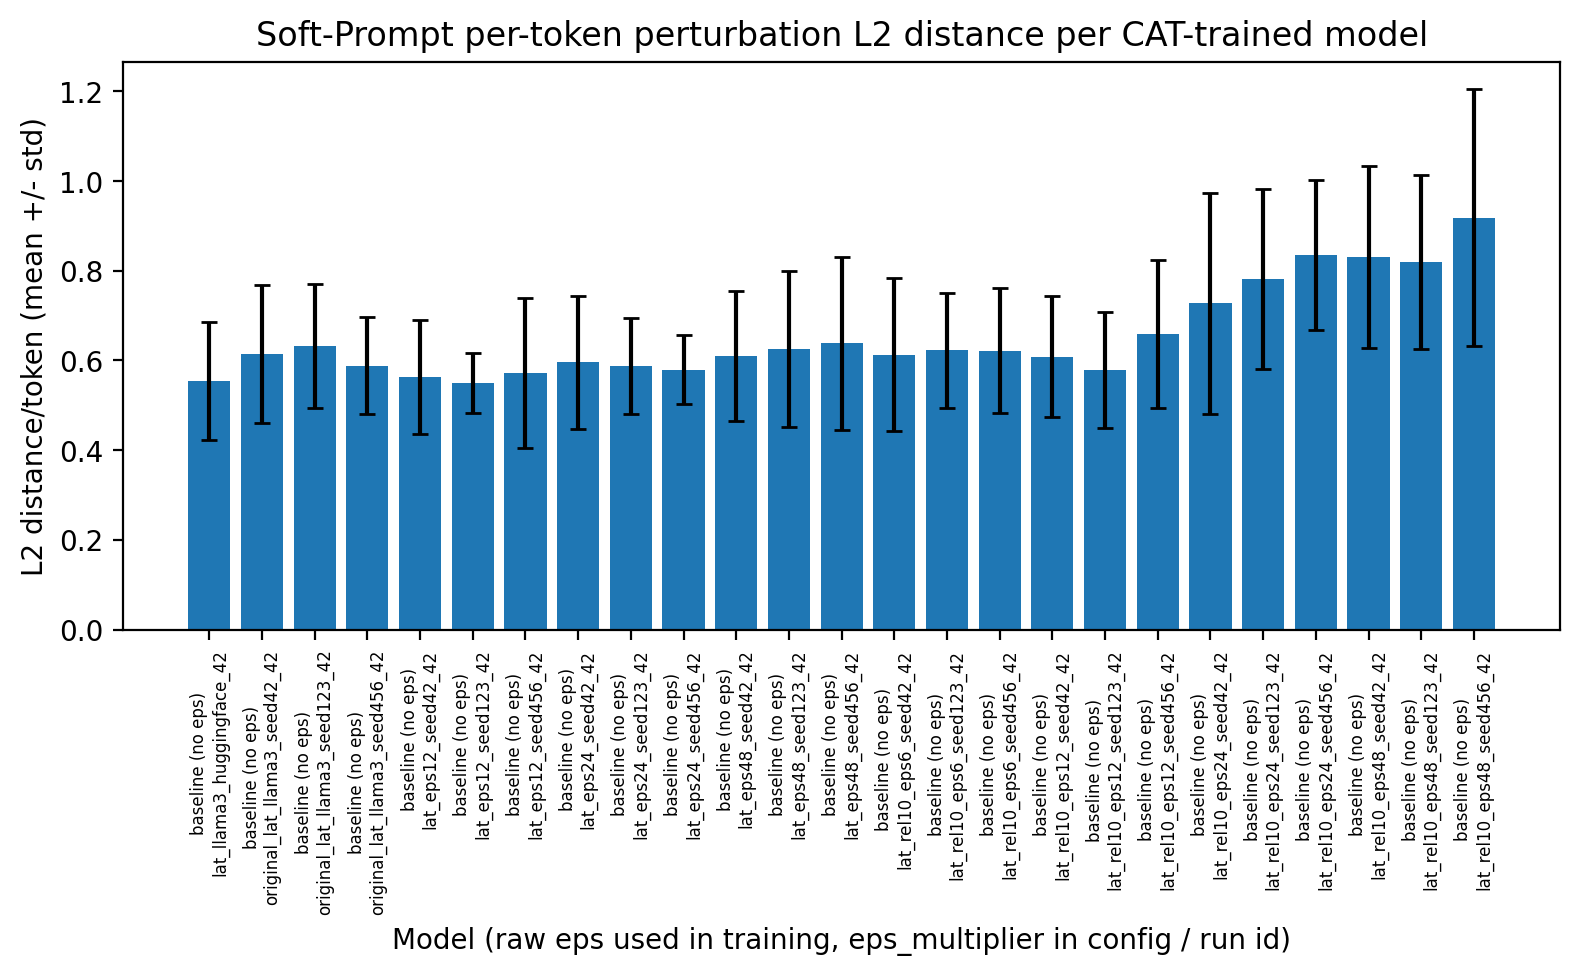 Soft-Prompt per-token perturbation L2 distance per CAT-trained model
L2 distance/token (mean +/- std)
1.2
1.0
0.8
0.6
0.4
0.2
0.0
baseline (no eps)
lat_llama3_huggingface_42
baseline (no eps)
original_lat_llama3_seed42_42
baseline (no eps)
original_lat_llama3_seed123_42
baseline (no eps)
original_lat_llama3_seed456_42
baseline (no eps)
lat_eps12_seed42_42
baseline (no eps)
lat_eps12_seed123_42
baseline (no eps)
lat_eps12_seed456_42
baseline (no eps)
lat_eps24_seed42_42
baseline (no eps)
lat_eps24_seed123_42
baseline (no eps)
lat_eps24_seed456_42
baseline (no eps)
lat_eps48_seed42_42
baseline (no eps)
lat_eps48_seed123_42
baseline (no eps)
lat_eps48_seed456_42
baseline (no eps)
lat_rel10_eps6_seed42_42
baseline (no eps)
lat_rel10_eps6_seed123_42
baseline (no eps)
lat_rel10_eps6_seed456_42
baseline (no eps)
lat_rel10_eps12_seed42_42
baseline (no eps)
lat_rel10_eps12_seed123_42
baseline (no eps)
lat_rel10_eps12_seed456_42
baseline (no eps)
lat_rel10_eps24_seed42_42
baseline (no eps)
lat_rel10_eps24_seed123_42
baseline (no eps)
lat_rel10_eps24_seed456_42
baseline (no eps)
lat_rel10_eps48_seed42_42
baseline (no eps)
lat_rel10_eps48_seed123_42
baseline (no eps)
lat_rel10_eps48_seed456_42
Model (raw eps used in training, eps_multiplier in config / run id)